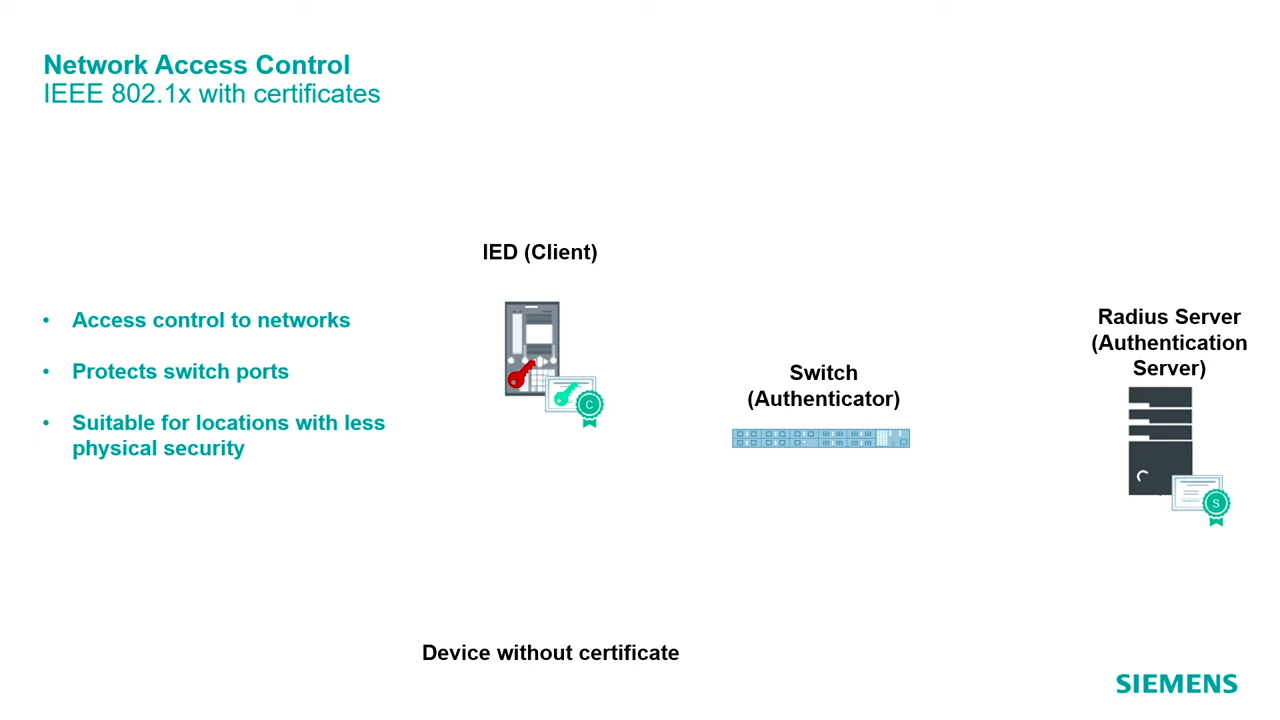 Network Access Control
IEEE 802.1x with certificates
IED (Client)
• Access control to networks
• Protects switch ports
• Suitable for locations with less
physical security
C
Switch
(Authenticator)
Radius Server
(Authentication
Server)
S
Device without certificate
SIEMENS